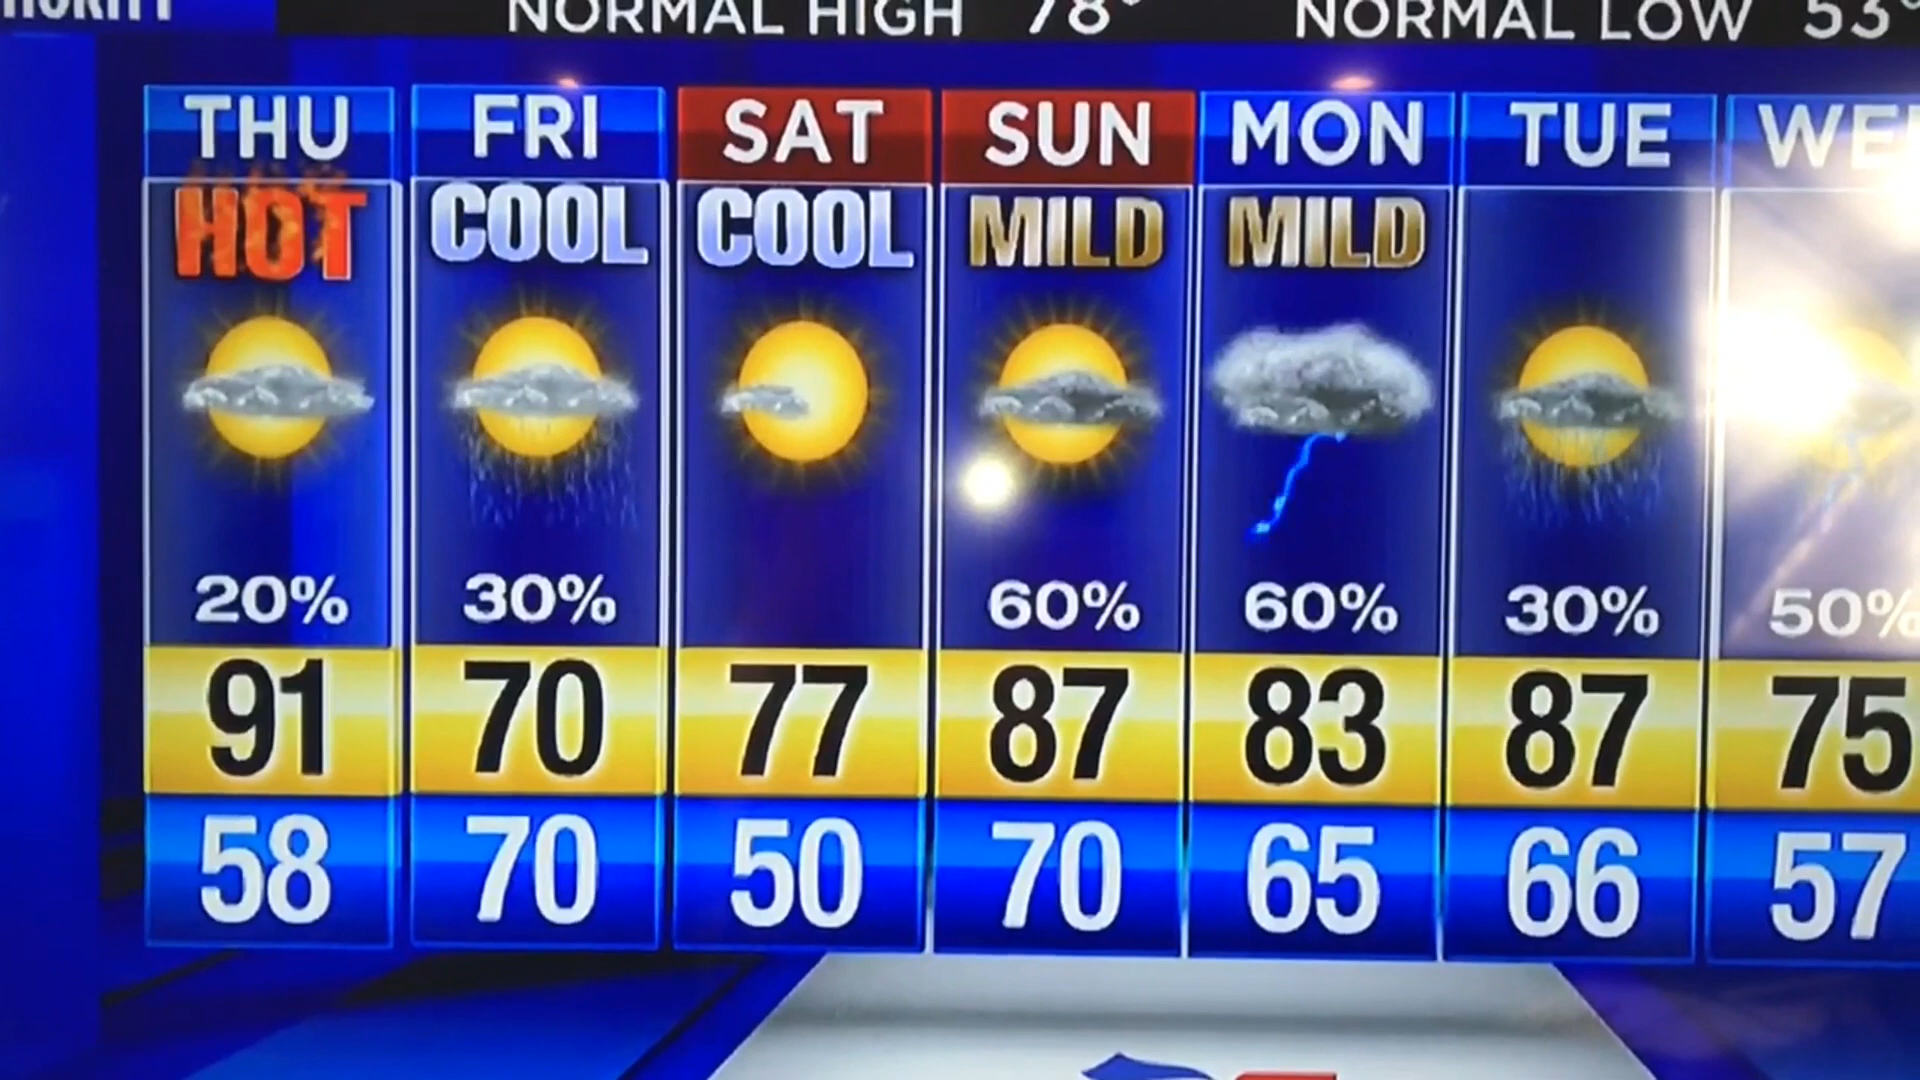 NORMAL HIGH 78° NORMAL LOW 53°
THU FRI SAT SUN MON TUE
HOT COOL COOL MILD MILD
20% 30% 60% 60% 30% 50%
91 70 77 87 83 87 75
58 70 50 70 65 66 57